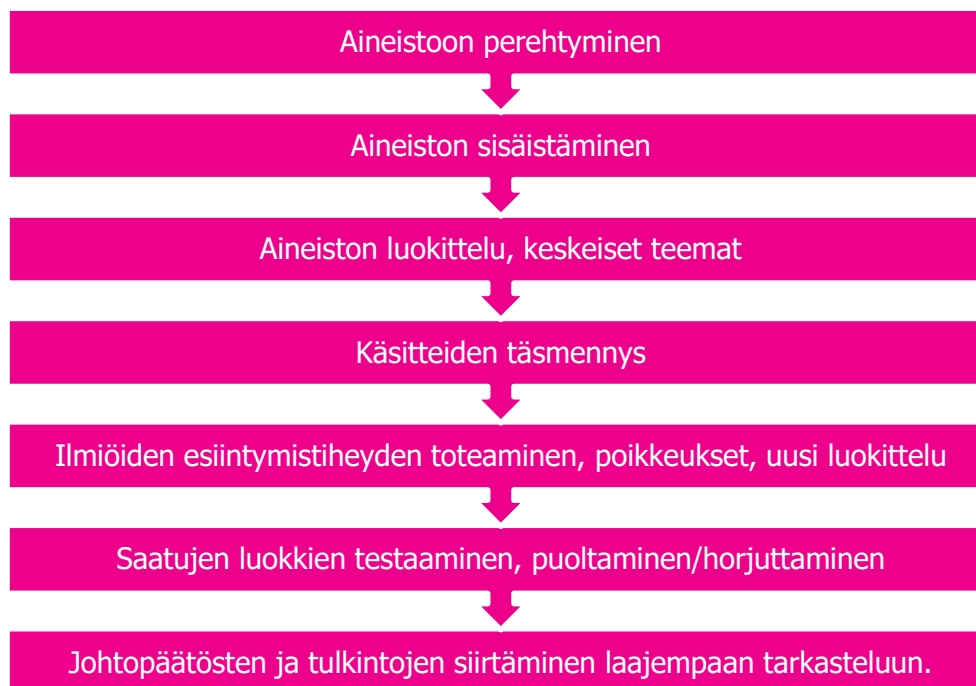 Aineistoon perehtyminen
Aineiston sisäistäminen
Aineiston luokittelu, keskeiset teemat
Käsitteiden täsmennys
Ilmiöiden esiintymistiheyden toteaminen, poikkeukset, uusi luokittelu
Saatujen luokkien testaaminen, puoltaminen/horjuttaminen
Johtopäätösten ja tulkintojen siirtäminen laajempaan tarkasteluun.